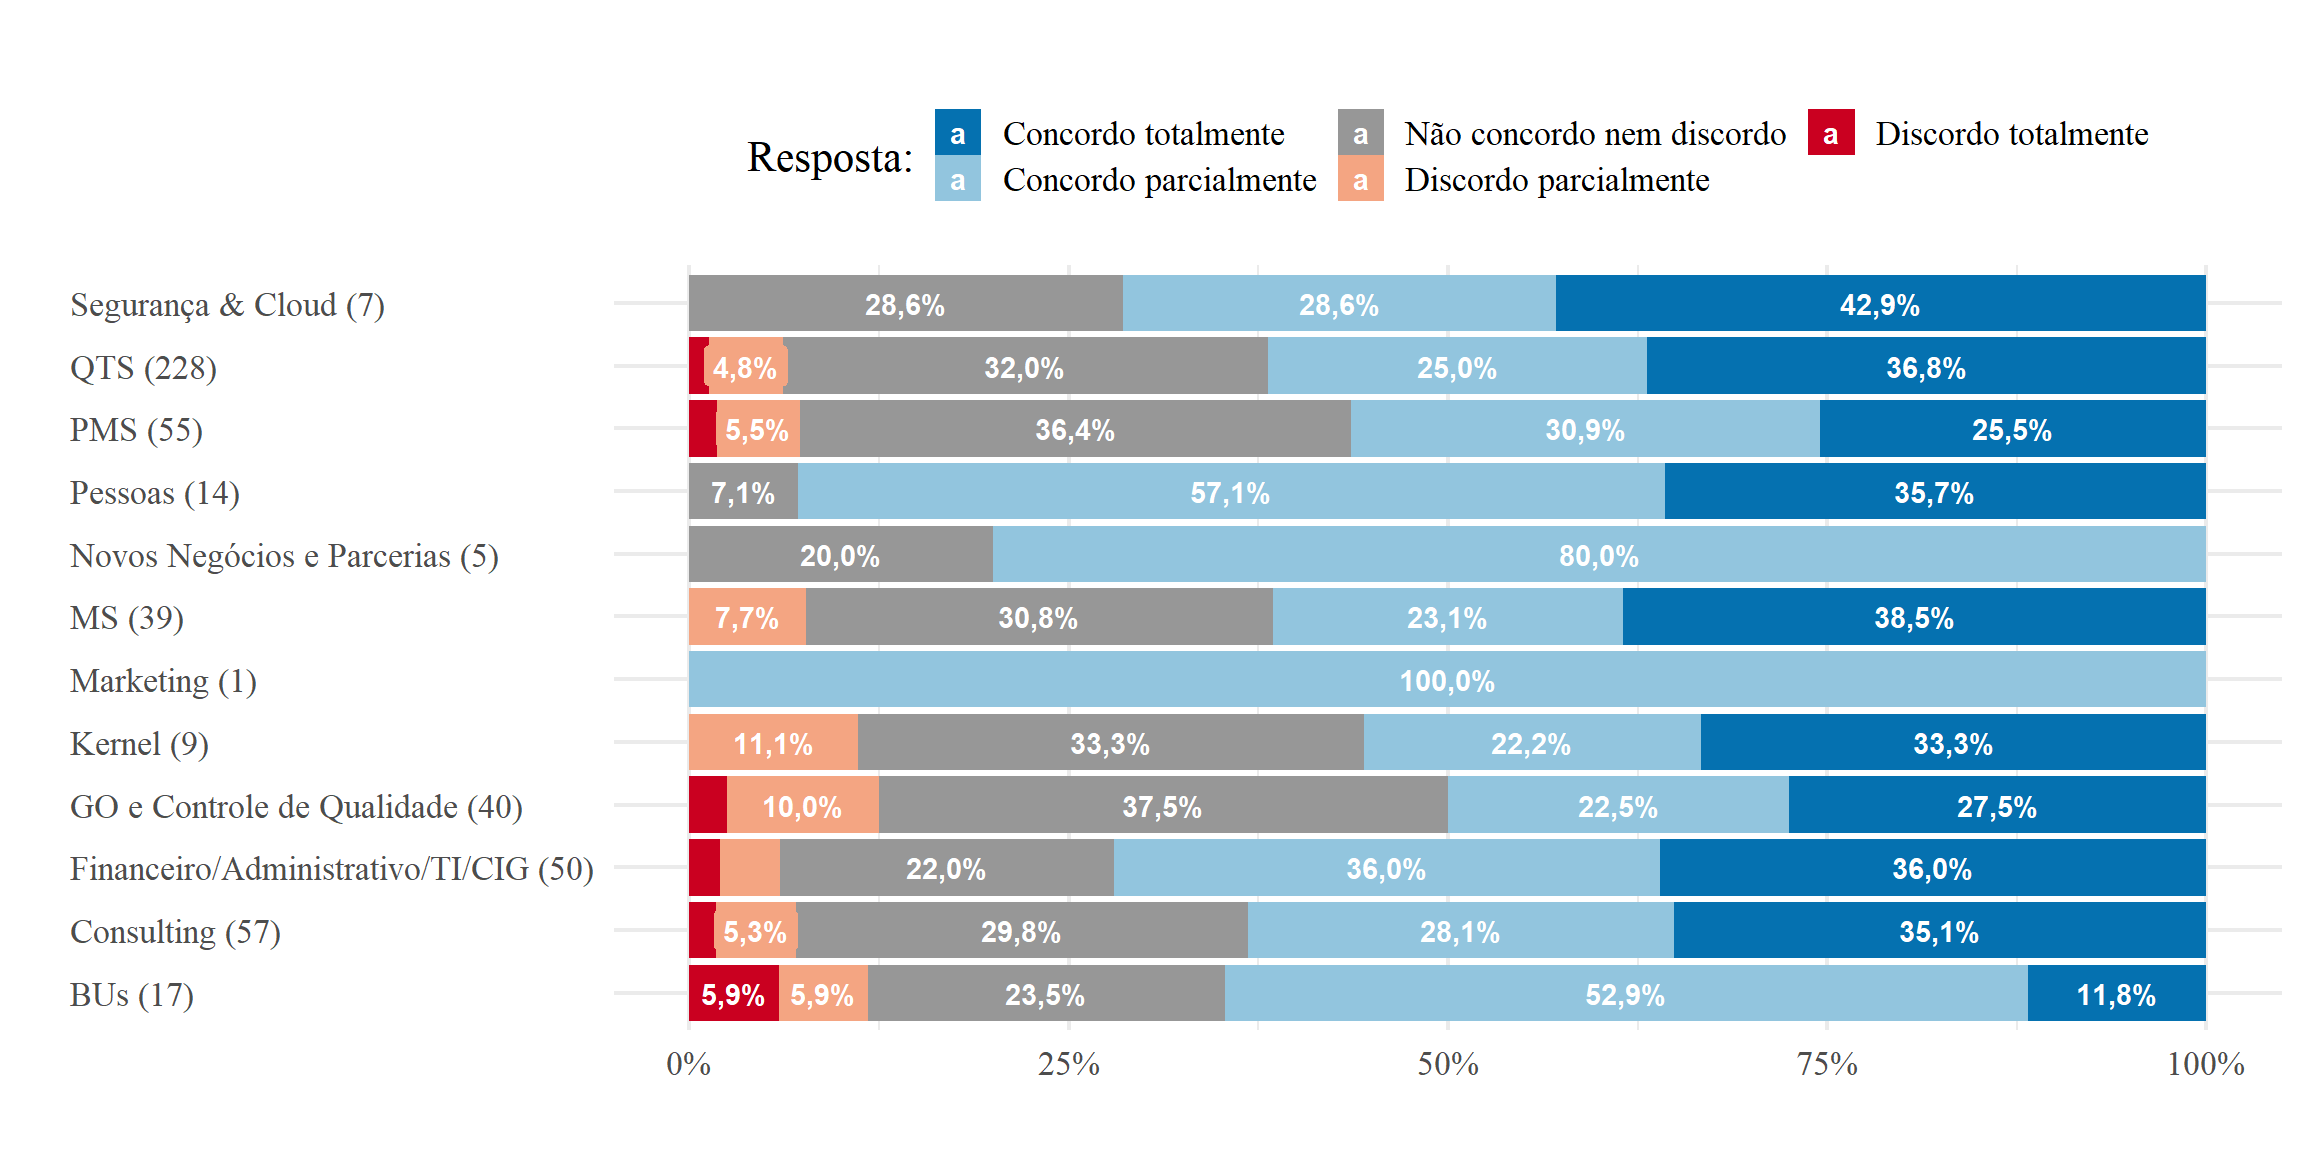 Resposta:
a Concordo totalmente
a Não concordo nem discordo
a Discordo totalmente
a Concordo parcialmente
a Discordo parcialmente
Segurança & Cloud (7) 28,6% 28,6% 42,9%
QTS (228) 4,8% 32,0% 25,0% 36,8%
PMS (55) 5,5% 36,4% 30,9% 25,5%
Pessoas (14) 7,1% 57,1% 35,7%
Novos Negócios e Parcerias (5) 20,0% 80,0%
MS (39) 7,7% 30,8% 23,1% 38,5%
Marketing (1) 100,0%
Kernel (9) 11,1% 33,3% 22,2% 33,3%
GO e Controle de Qualidade (40) 10,0% 37,5% 22,5% 27,5%
Financeiro/Administrativo/TI/CIG (50) 22,0% 36,0% 36,0%
Consulting (57) 5,3% 29,8% 28,1% 35,1%
BUs (17) 5,9% 5,9% 23,5% 52,9% 11,8%
0% 25% 50% 75% 100%